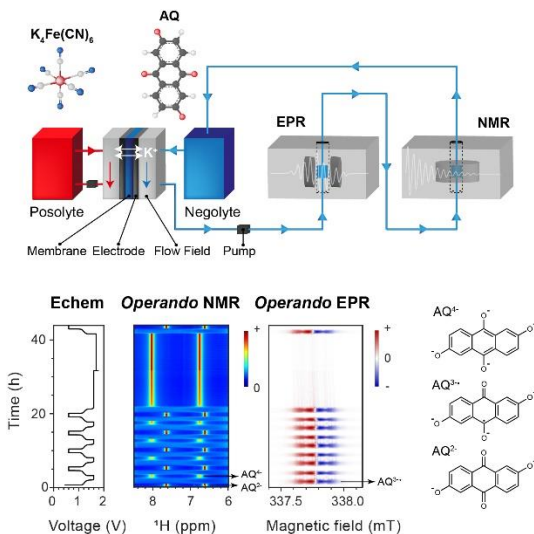 AQ
K₄Fe(CN)₆
EPR
NMR
K⁺
Posolyte
Negolyte
Membrane
Electrode
Flow Field
Pump
Echem
Operando NMR
Operando EPR
Time (h)
40
20
0
0
1
2
Voltage (V)
+
0
8
7
6
¹H (ppm)
AQ⁴⁻
AQ²⁻
+
0
-
337.7
338.1
Magnetic field (mT)
AQ³⁻•
AQ⁴⁻
O⁻
⁻O
O⁻
O⁻
AQ³⁻•
O
⁻O
O⁻
O⁻
AQ²⁻
O
⁻O
O⁻
O